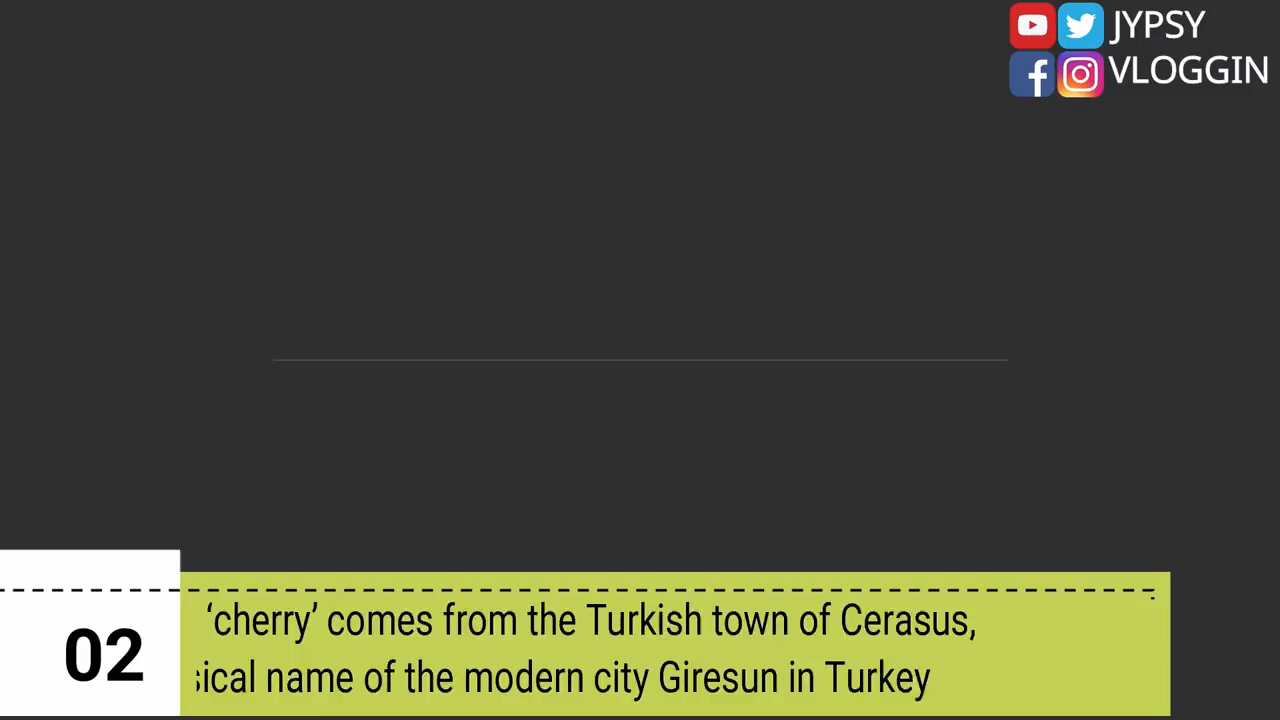 JYPSY
VLOGGIN
02
‘cherry’ comes from the Turkish town of Cerasus,
name of the modern city Giresun in Turkey